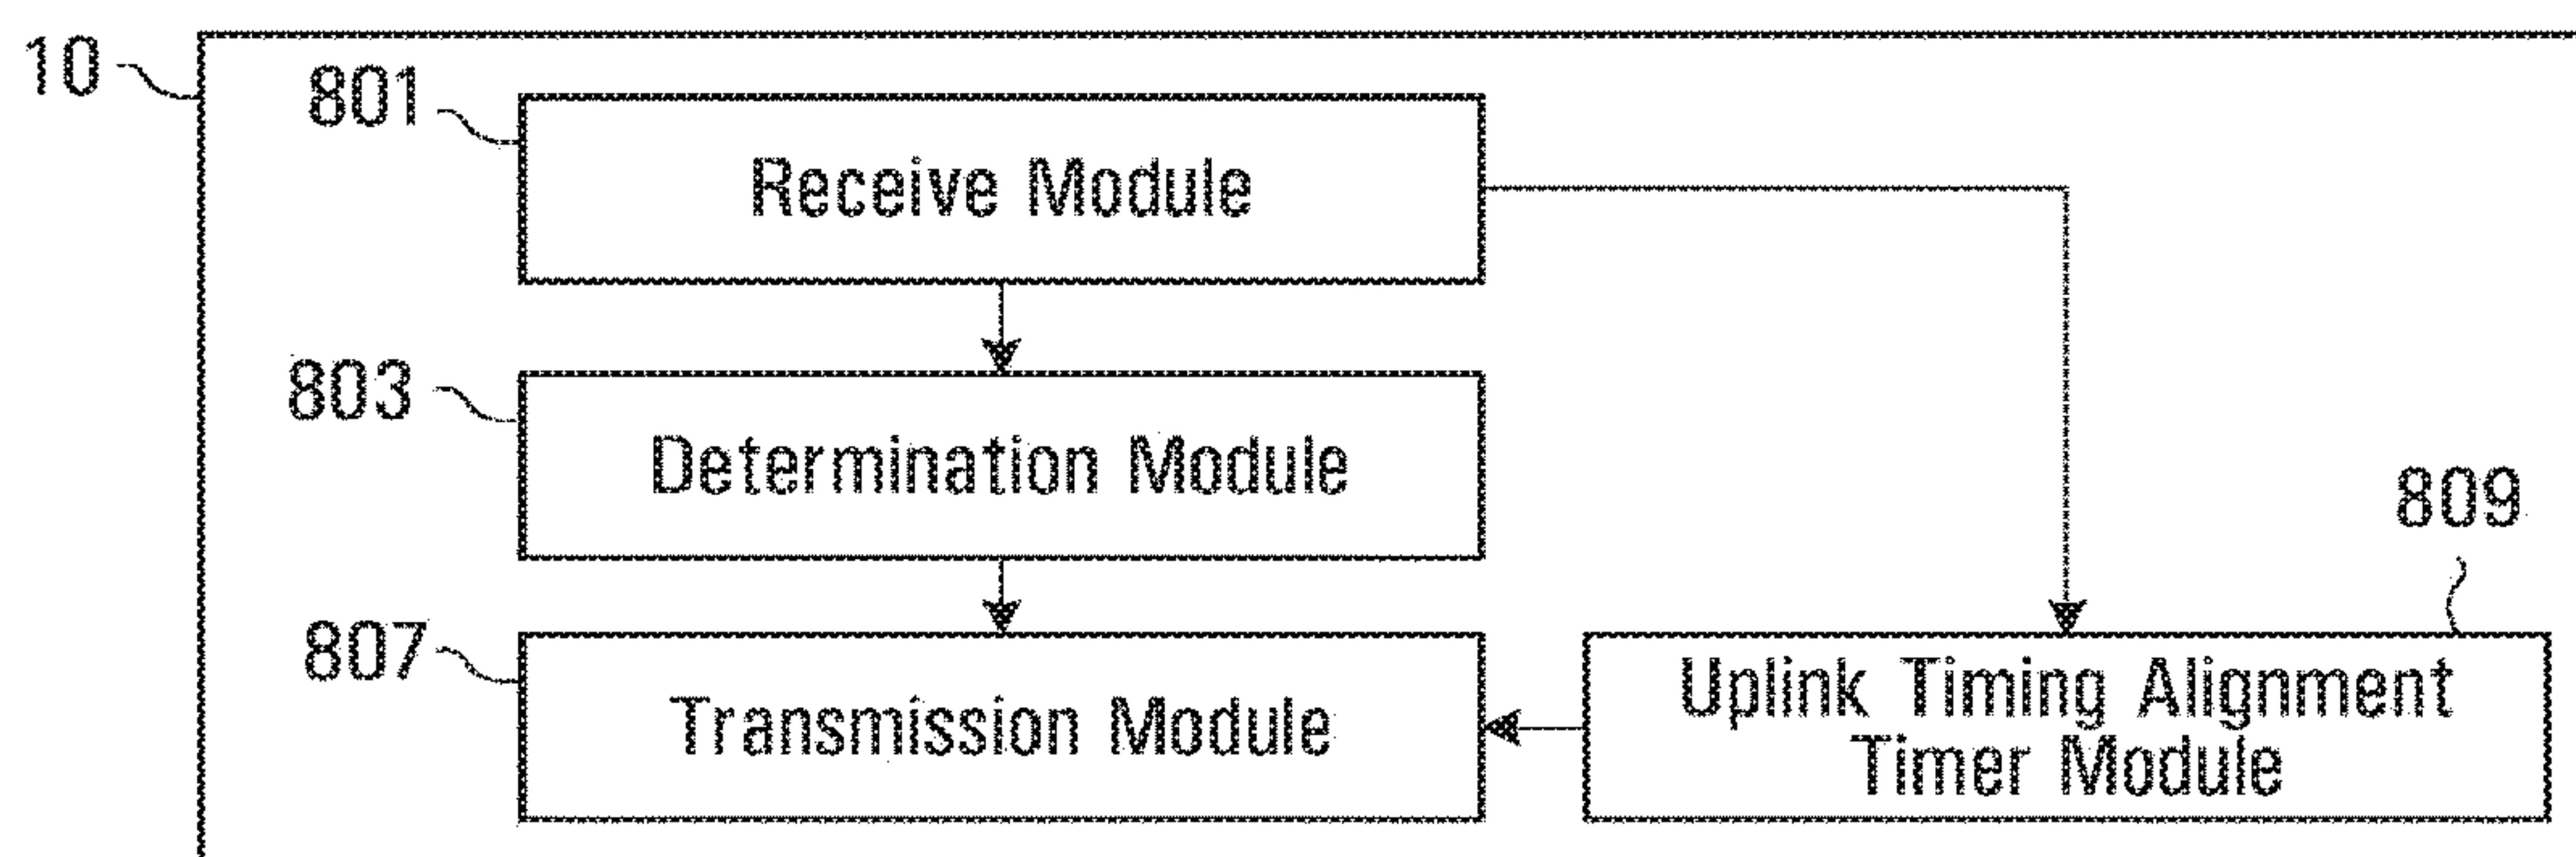 10
801
Receive Module
803
Determination Module
809
807
Transmission Module
Uplink Timing Alignment
Timer Module